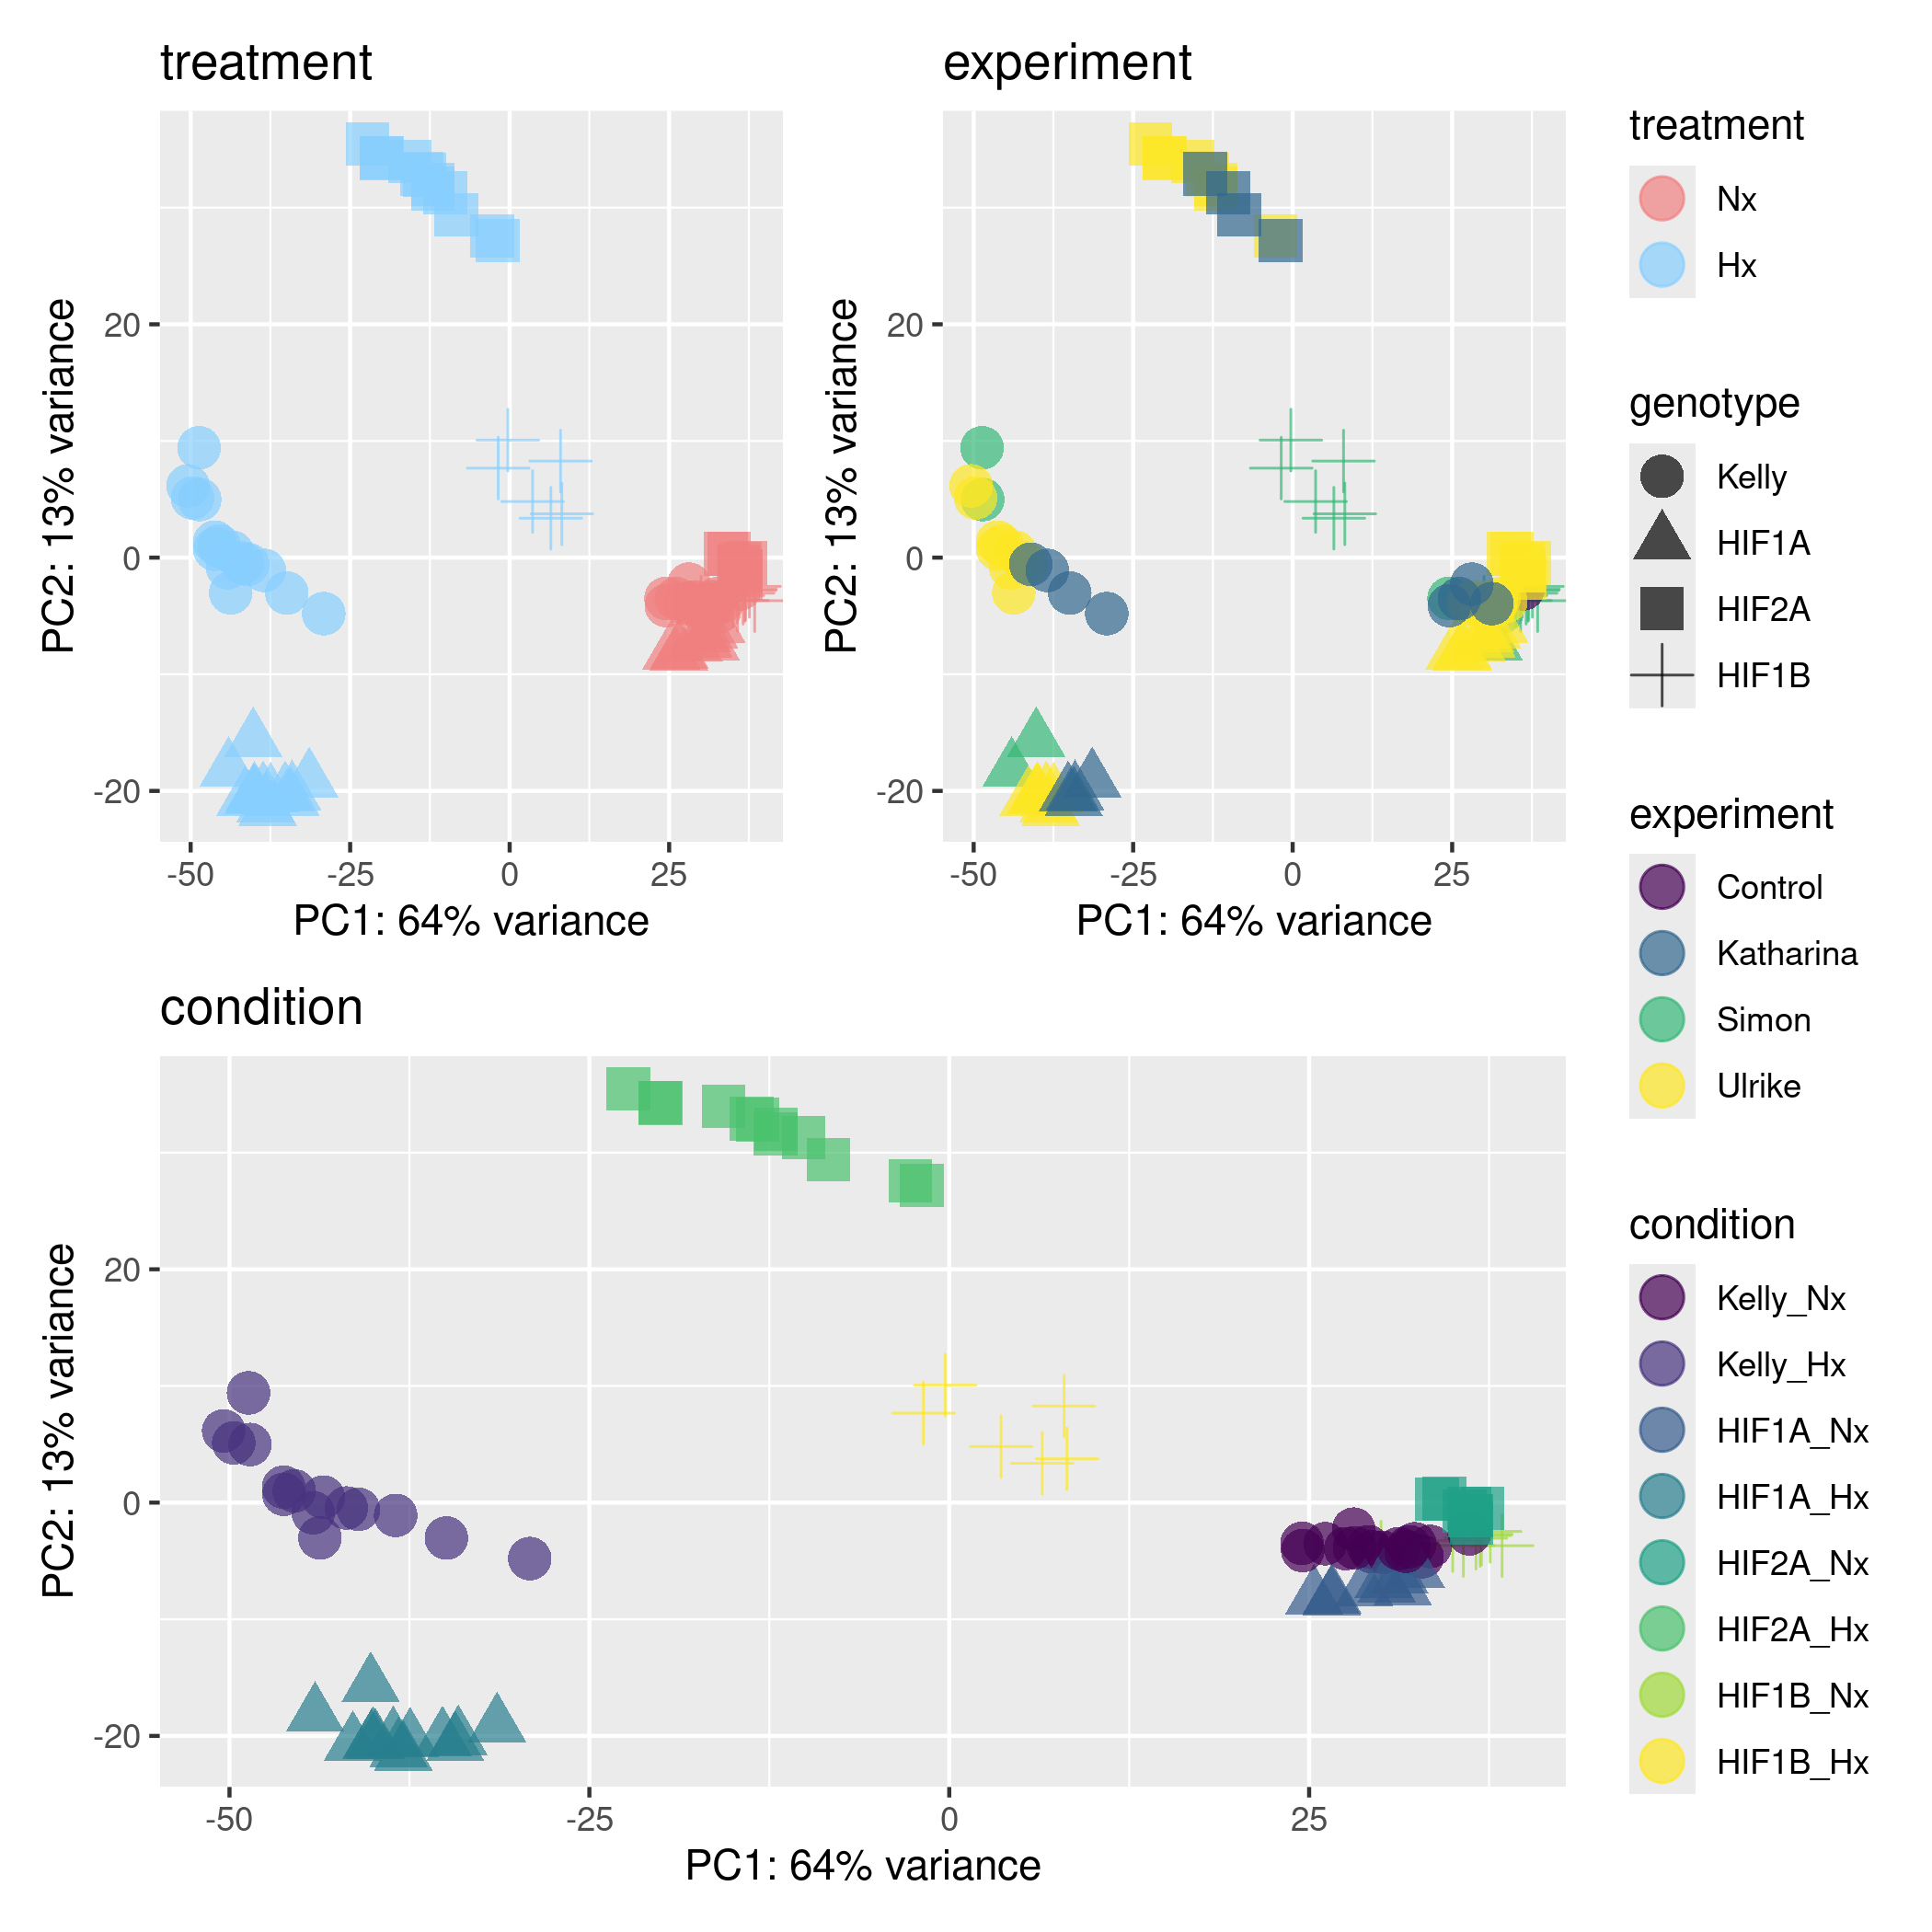 treatment
PC2: 13% variance
20
0
-20
-50
-25
0
25
PC1: 64% variance
experiment
PC2: 13% variance
20
0
-20
-50
-25
0
25
PC1: 64% variance
condition
PC2: 13% variance
20
0
-20
-50
-25
0
25
PC1: 64% variance
treatment
Nx
Hx
genotype
Kelly
HIF1A
HIF2A
HIF1B
experiment
Control
Katharina
Simon
Ulrike
condition
Kelly_Nx
Kelly_Hx
HIF1A_Nx
HIF1A_Hx
HIF2A_Nx
HIF2A_Hx
HIF1B_Nx
HIF1B_Hx